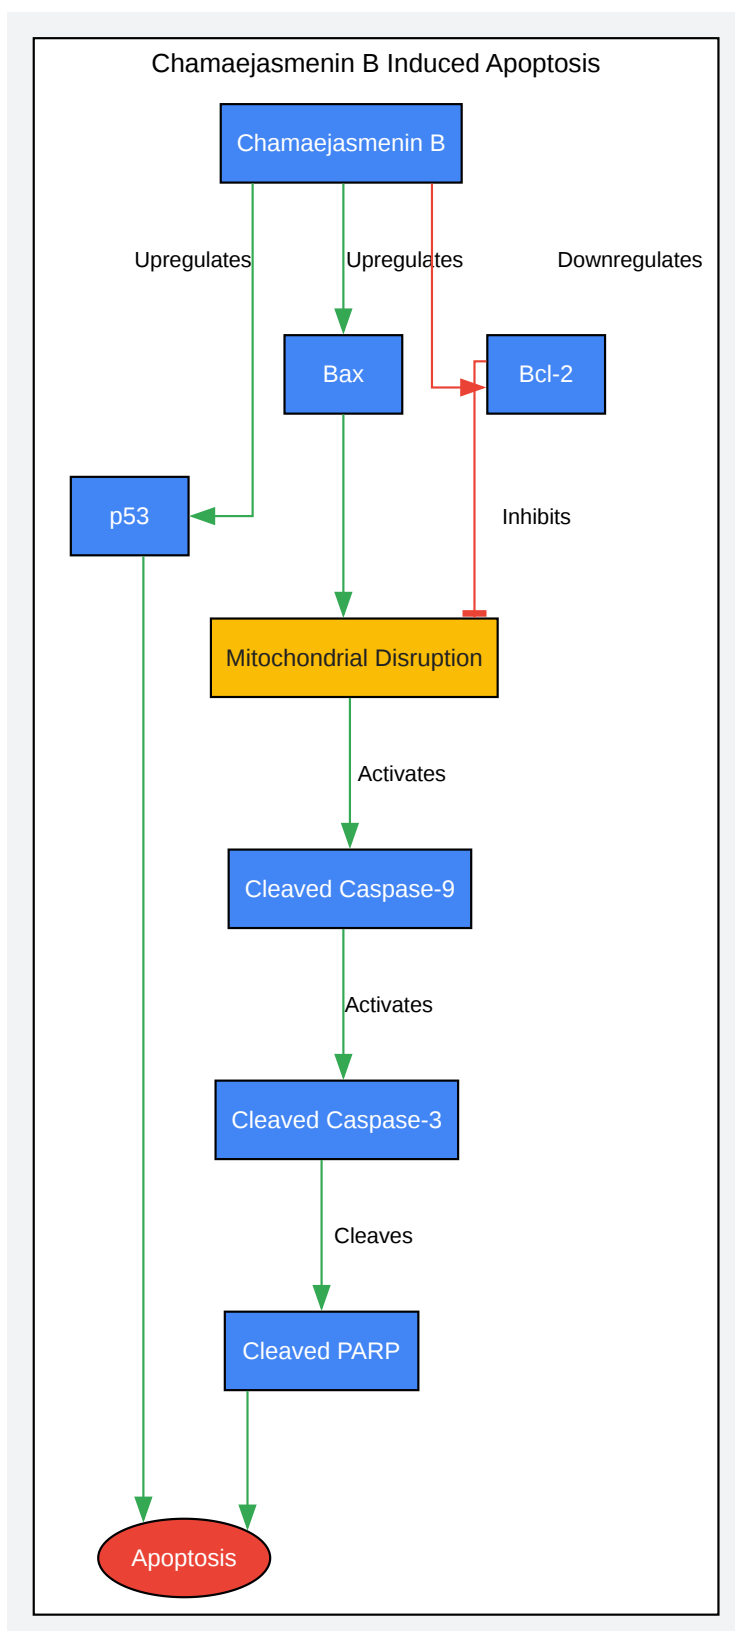 Chamaejasmenin B Induced Apoptosis
Chamaejasmenin B
Upregulates
Upregulates
Downregulates
Bax
Bcl-2
p53
Inhibits
Mitochondrial Disruption
Activates
Cleaved Caspase-9
Activates
Cleaved Caspase-3
Cleaves
Cleaved PARP
Apoptosis